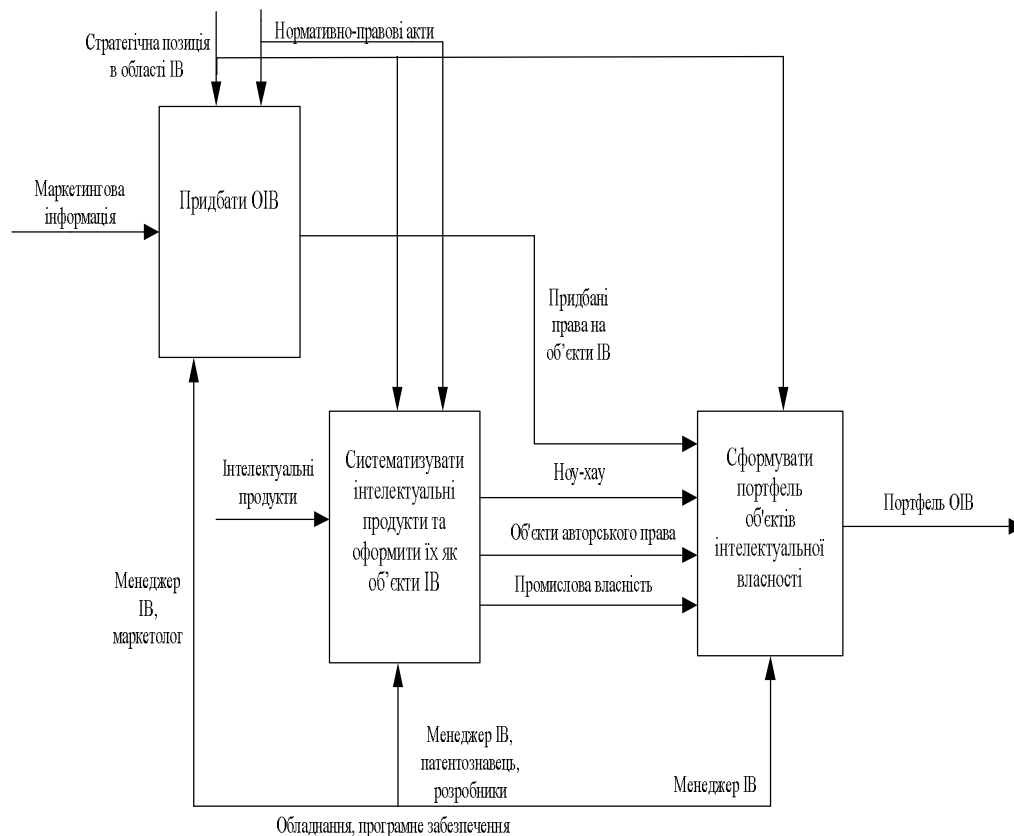 Нормативно-правові акти
Стратегічна позиція
в області ІВ
Маркетингова
інформація
Придбати ОІВ
Придбані
права на
об’єкти ІВ
Інтелектуальні
продукти
Систематизувати
інтелектуальні
продукти та
оформити їх як
об’єкти ІВ
Ноу-хау
Об'єкти авторського права
Промислова власність
Сформувати
портфель
об'єктів
інтелектуальної
власності
Портфель ОІВ
Менеджер
ІВ,
маркетолог
Менеджер ІВ,
патентознавець,
розробники
Менеджер ІВ
Обладнання, програмне забезпечення